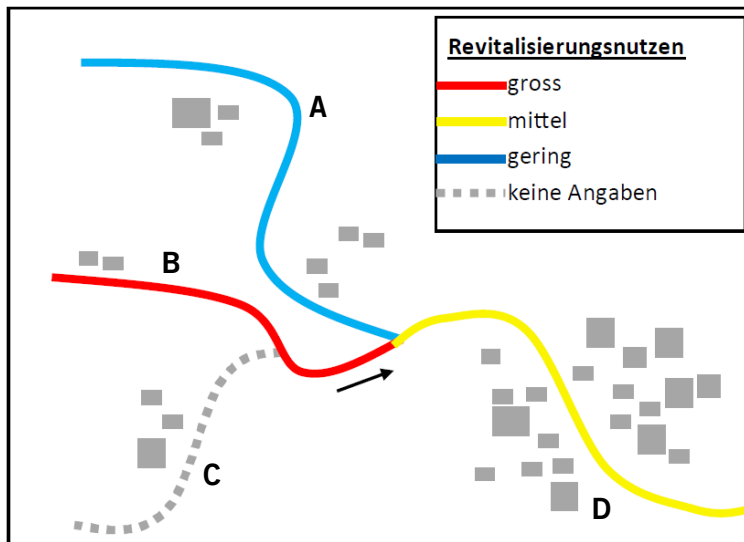 Revitalisierungsnutzen
gross
mittel
gering
keine Angaben
A
B
C
D